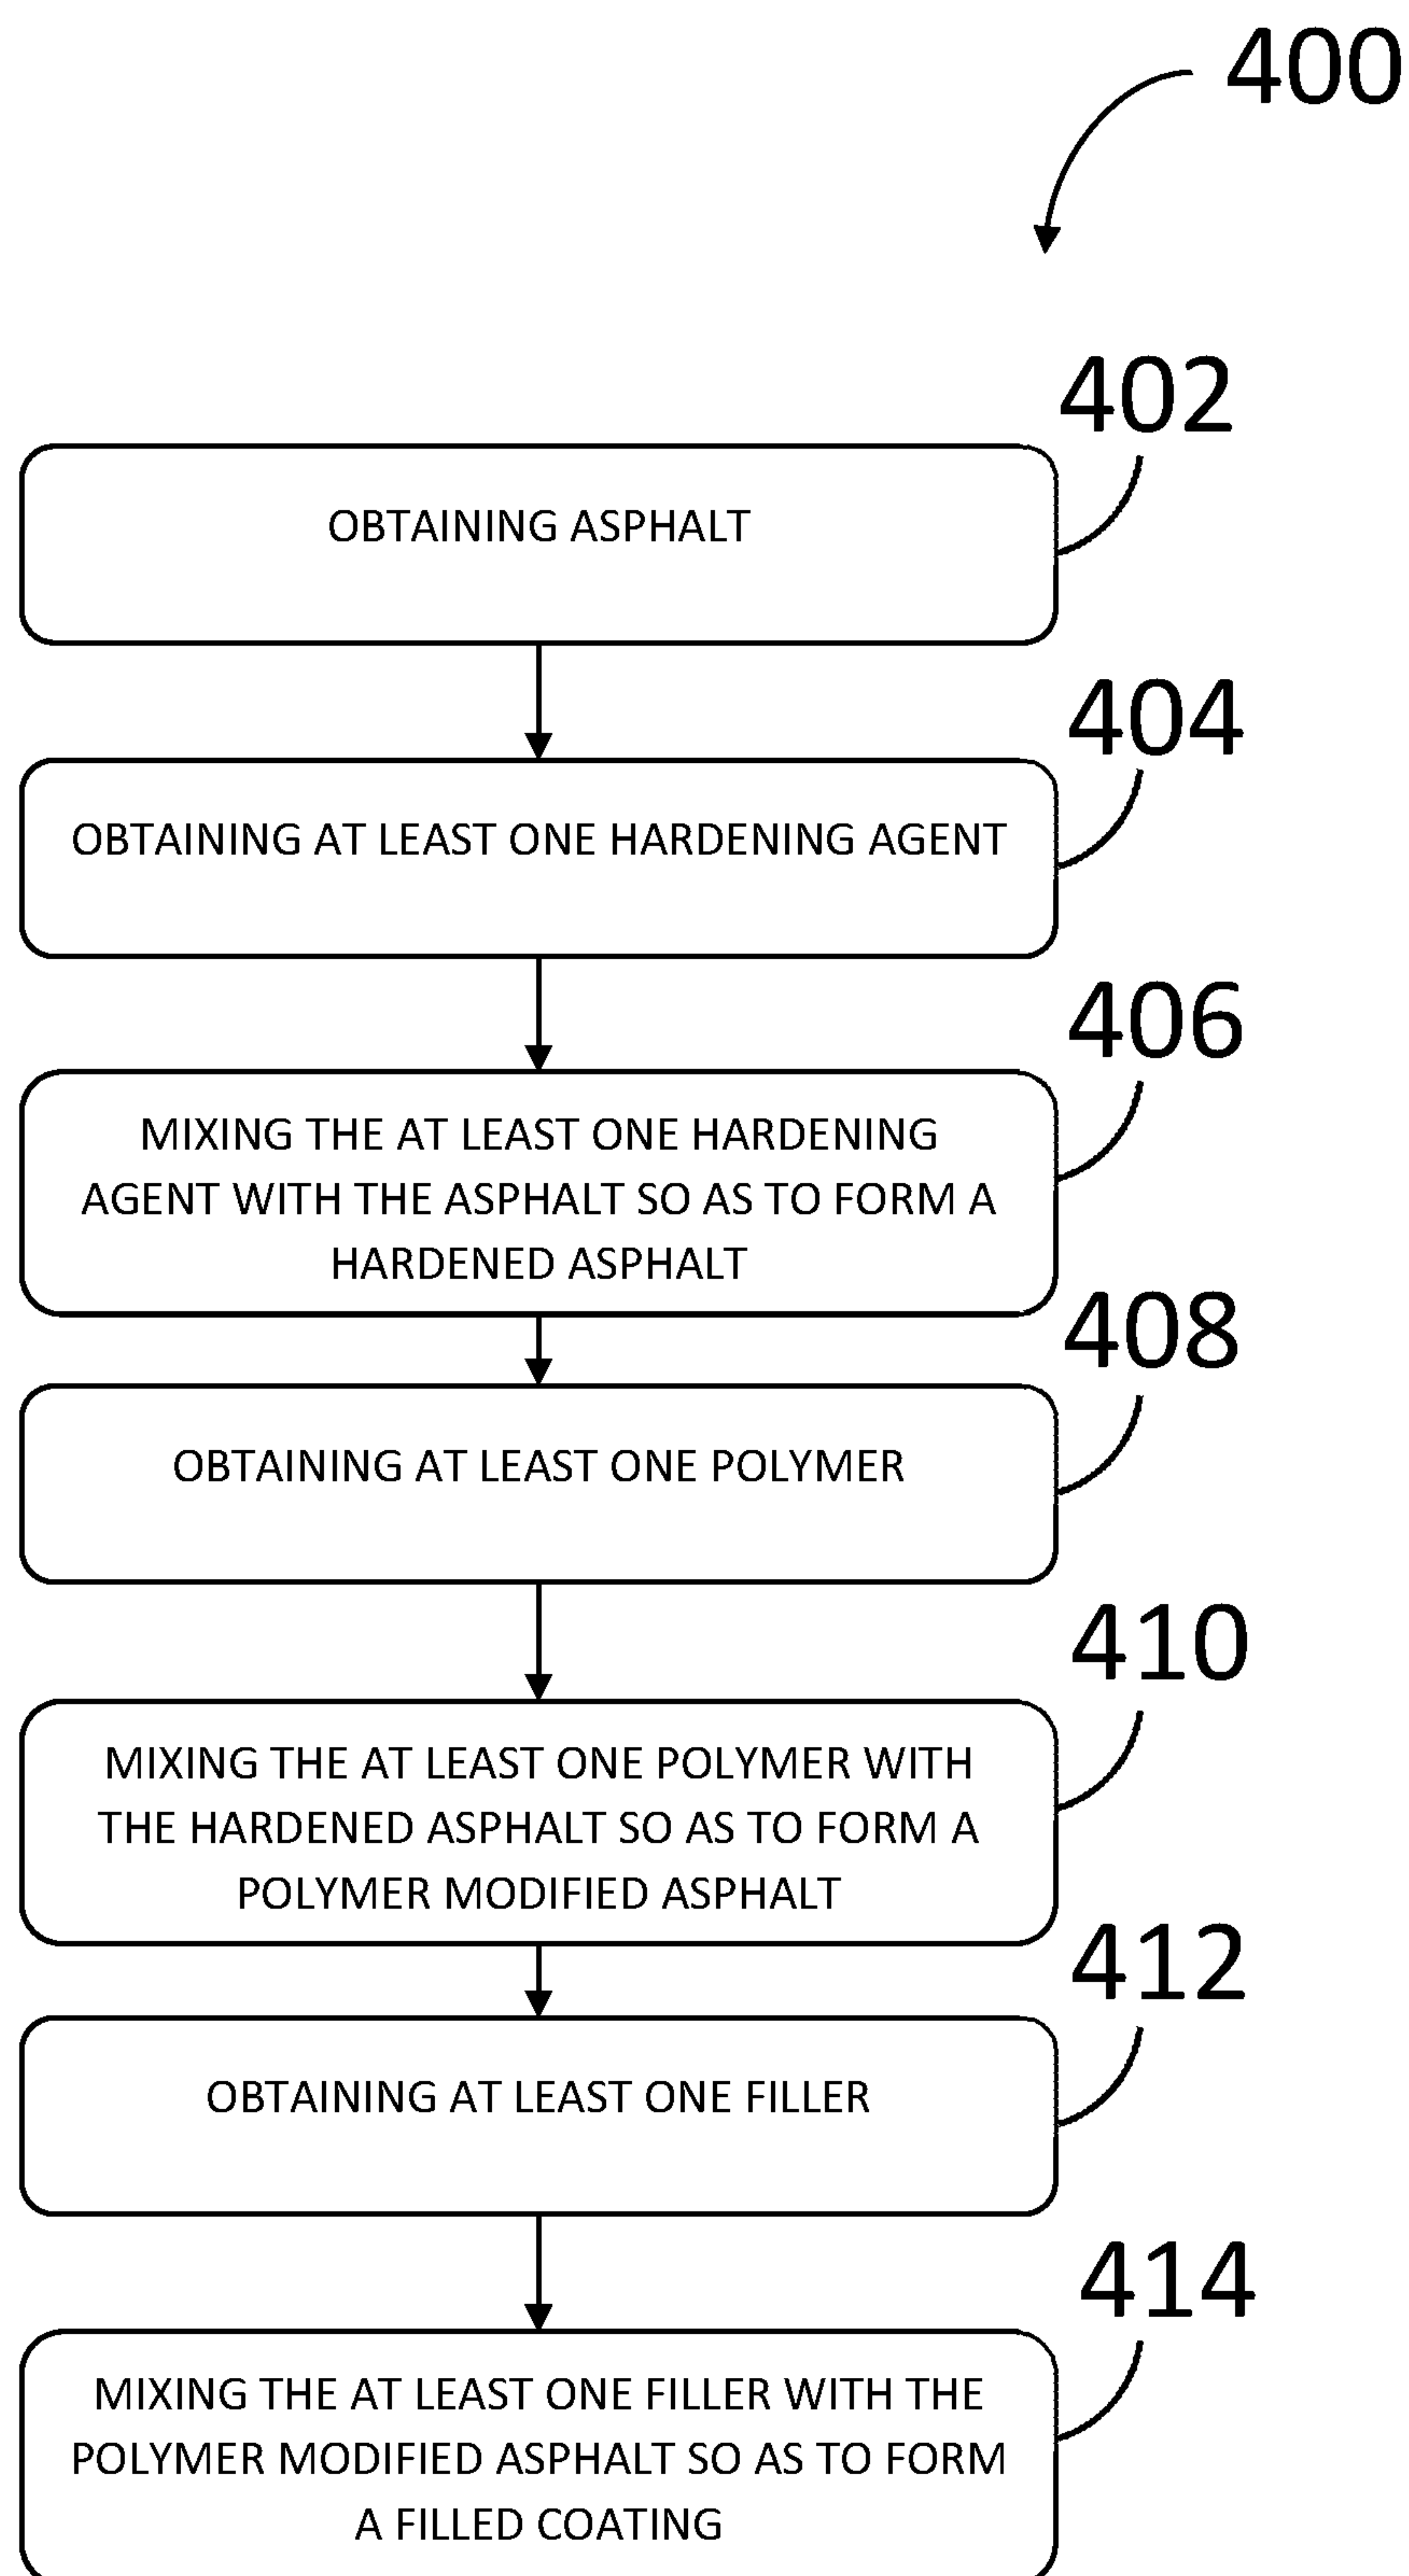 400
402
OBTAINING ASPHALT
404
OBTAINING AT LEAST ONE HARDENING AGENT
406
MIXING THE AT LEAST ONE HARDENING
AGENT WITH THE ASPHALT SO AS TO FORM A
HARDENED ASPHALT
408
OBTAINING AT LEAST ONE POLYMER
410
MIXING THE AT LEAST ONE POLYMER WITH
THE HARDENED ASPHALT SO AS TO FORM A
POLYMER MODIFIED ASPHALT
412
OBTAINING AT LEAST ONE FILLER
414
MIXING THE AT LEAST ONE FILLER WITH THE
POLYMER MODIFIED ASPHALT SO AS TO FORM
A FILLED COATING